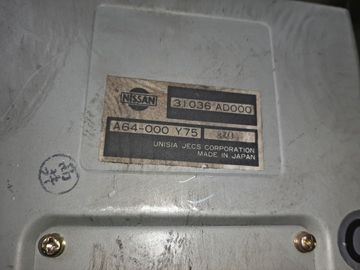 NISSAN
31036 AD000
A64-000 Y75
UNISIA JECS CORPORATION
MADE IN JAPAN